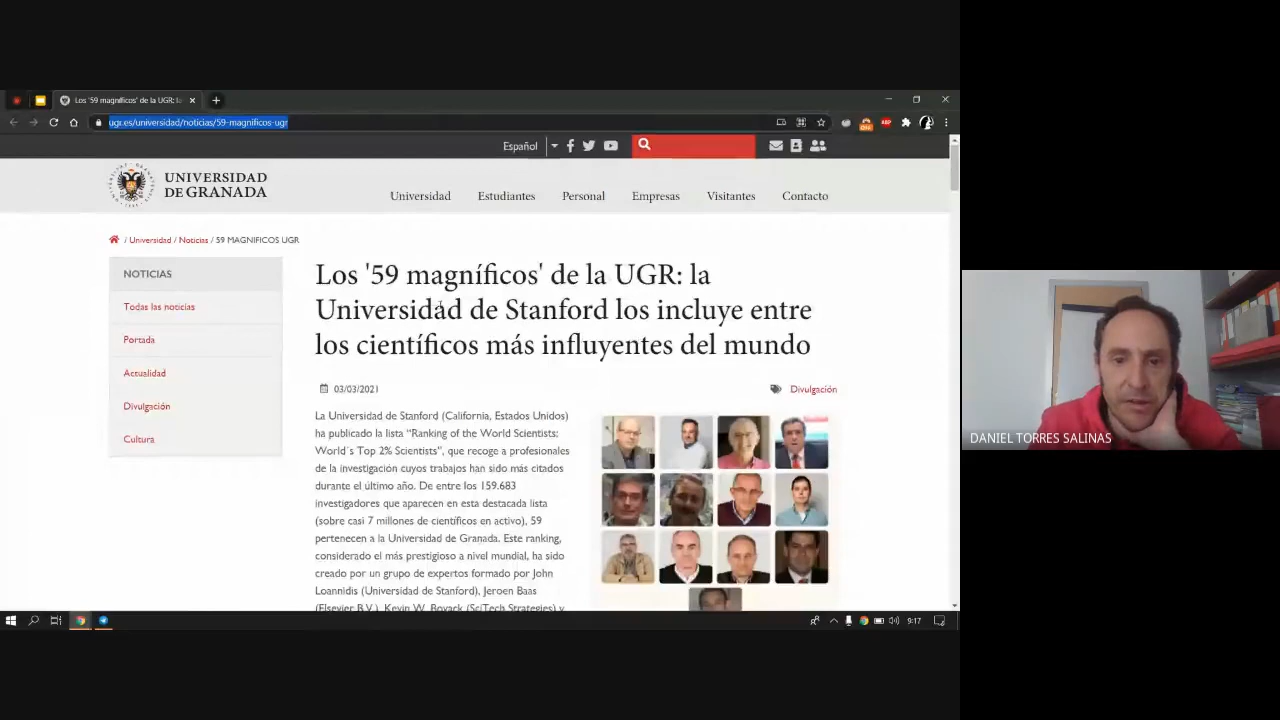 Los '59 magníficos' de la UGR: l
ugr.es/universidad/noticias/59-magnificos-ugr
Español
UNIVERSIDAD
DE GRANADA
Universidad Estudiantes Personal Empresas Visitantes Contacto
/ Universidad / Noticias / 59 MAGNIFICOS UGR
NOTICIAS
Todas las noticias
Portada
Actualidad
Divulgación
Cultura
Los '59 magníficos' de la UGR: la
Universidad de Stanford los incluye entre
los científicos más influyentes del mundo
03/03/2021
Divulgación
La Universidad de Stanford (California, Estados Unidos)
ha publicado la lista "Ranking of the World Scientists:
World´s Top 2% Scientists", que recoge a profesionales
de la investigación cuyos trabajos han sido más citados
durante el último año. De entre los 159.683
investigadores que aparecen en esta destacada lista
(sobre casi 7 millones de científicos en activo), 59
pertenecen a la Universidad de Granada. Este ranking,
considerado el más prestigioso a nivel mundial, ha sido
creado por un grupo de expertos formado por John
Loannidis (Universidad de Stanford), Jeroen Baas
(Elsevier B.V.), Kevin W. Boyack (SciTech Strategies) y
9:17
DANIEL TORRES SALINAS